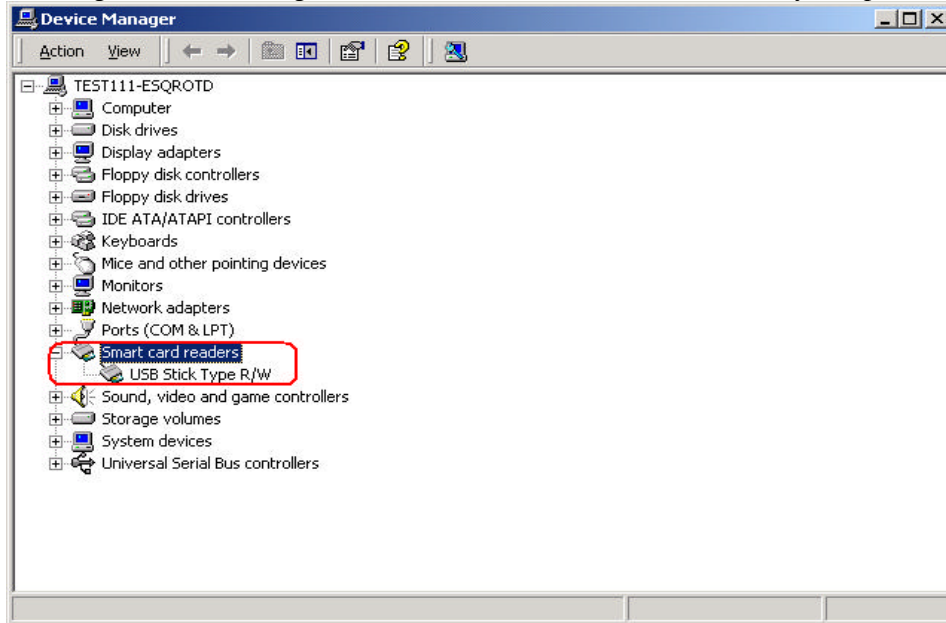 Device Manager
Action View
TEST111-ESQROTD
Computer
Disk drives
Display adapters
Floppy disk controllers
Floppy disk drives
IDE ATA/ATAPI controllers
Keyboards
Mice and other pointing devices
Monitors
Network adapters
Ports (COM & LPT)
Smart card readers
USB Stick Type R/W
Sound, video and game controllers
Storage volumes
System devices
Universal Serial Bus controllers